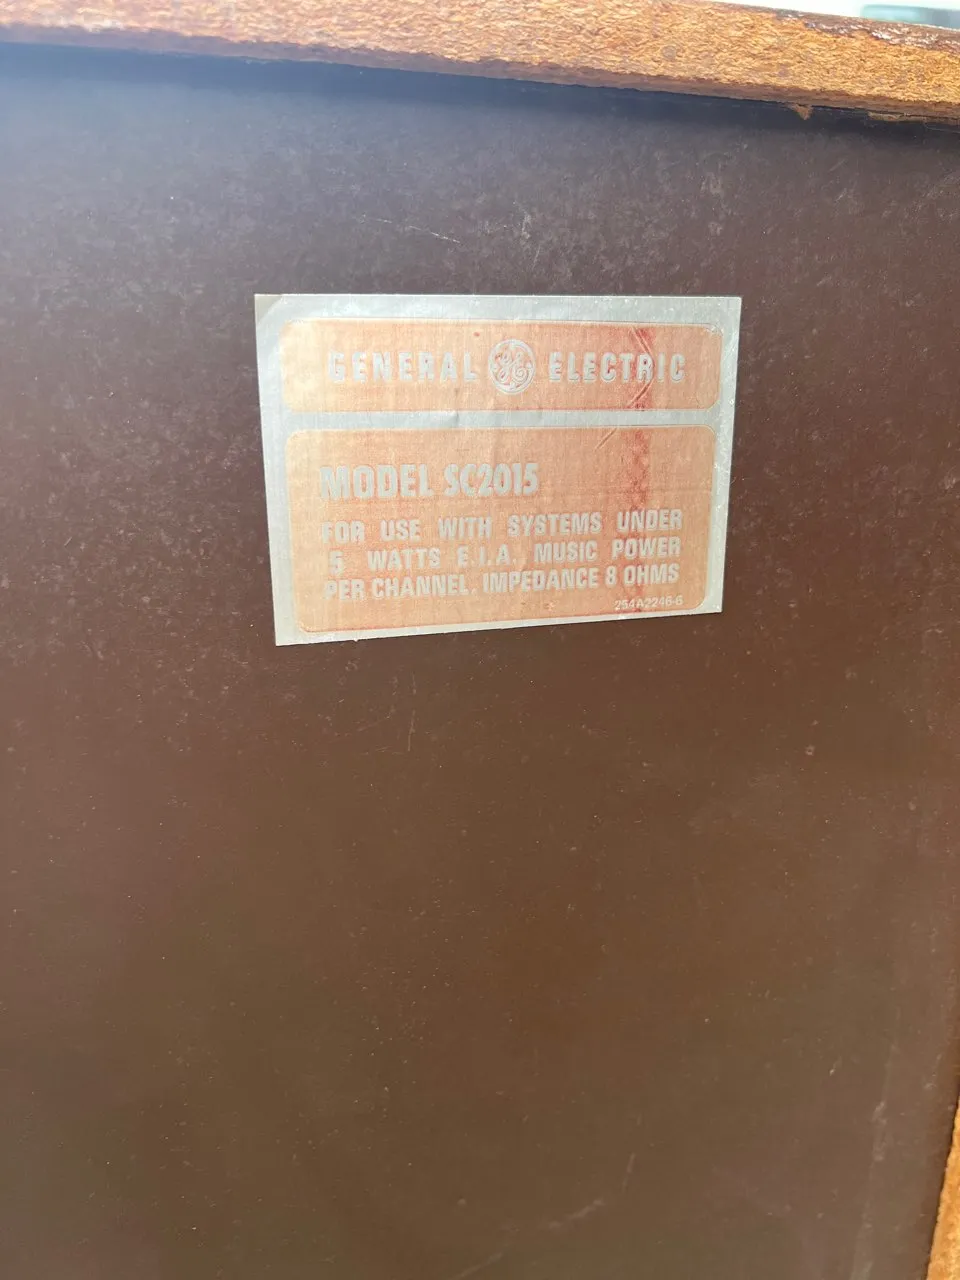 GENERAL GE ELECTRIC
MODEL SC2015
FOR USE WITH SYSTEMS UNDER
5 WATTS E.I.A. MUSIC POWER
PER CHANNEL. IMPEDANCE 8 OHMS
254A2246-6